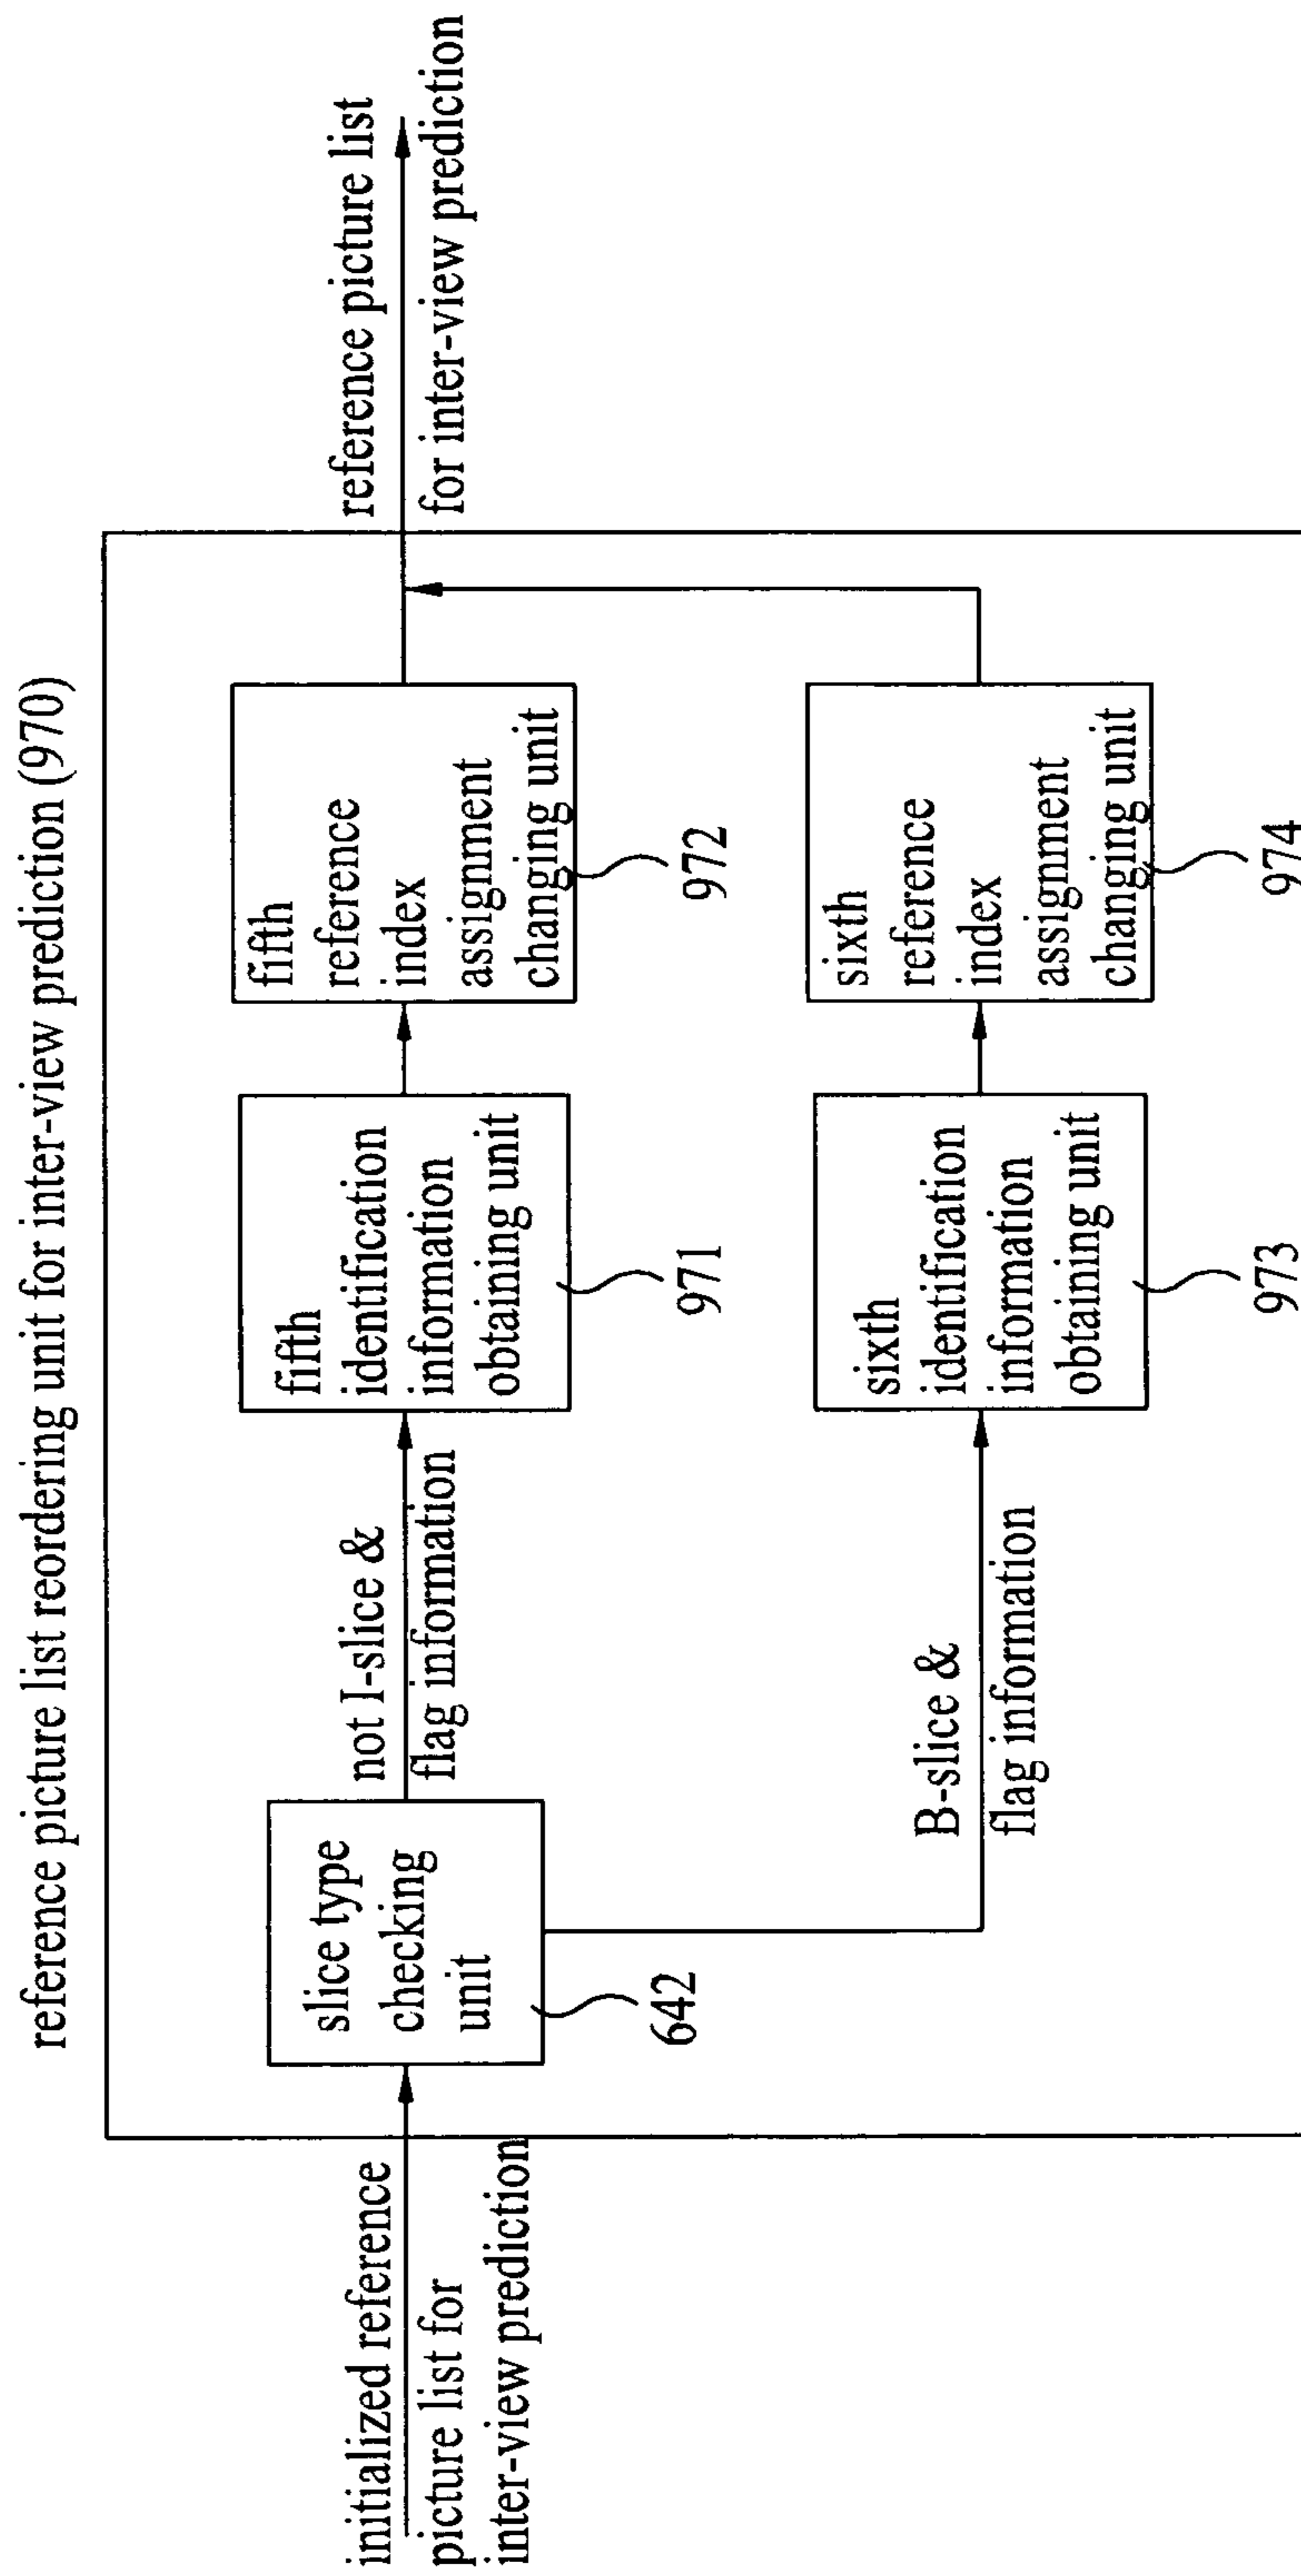 reference picture list reordering unit for inter-view prediction (970)
initialized reference
picture list for
inter-view prediction
slice type
checking
unit
642
not I-slice &
flag information
fifth
identification
information
obtaining unit
971
fifth
reference
index
assignment
changing unit
972
reference picture list
for inter-view prediction
B-slice &
flag information
sixth
identification
information
obtaining unit
973
sixth
reference
index
assignment
changing unit
974